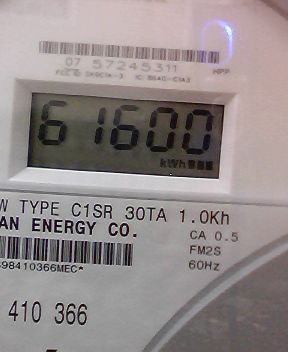 07 57245311
HPP
61600
kWh
W TYPE C1SR 30TA 1.0Kh
AN ENERGY CO.
CA 0.5
FM2S
60Hz
98410366MEC*
410 366